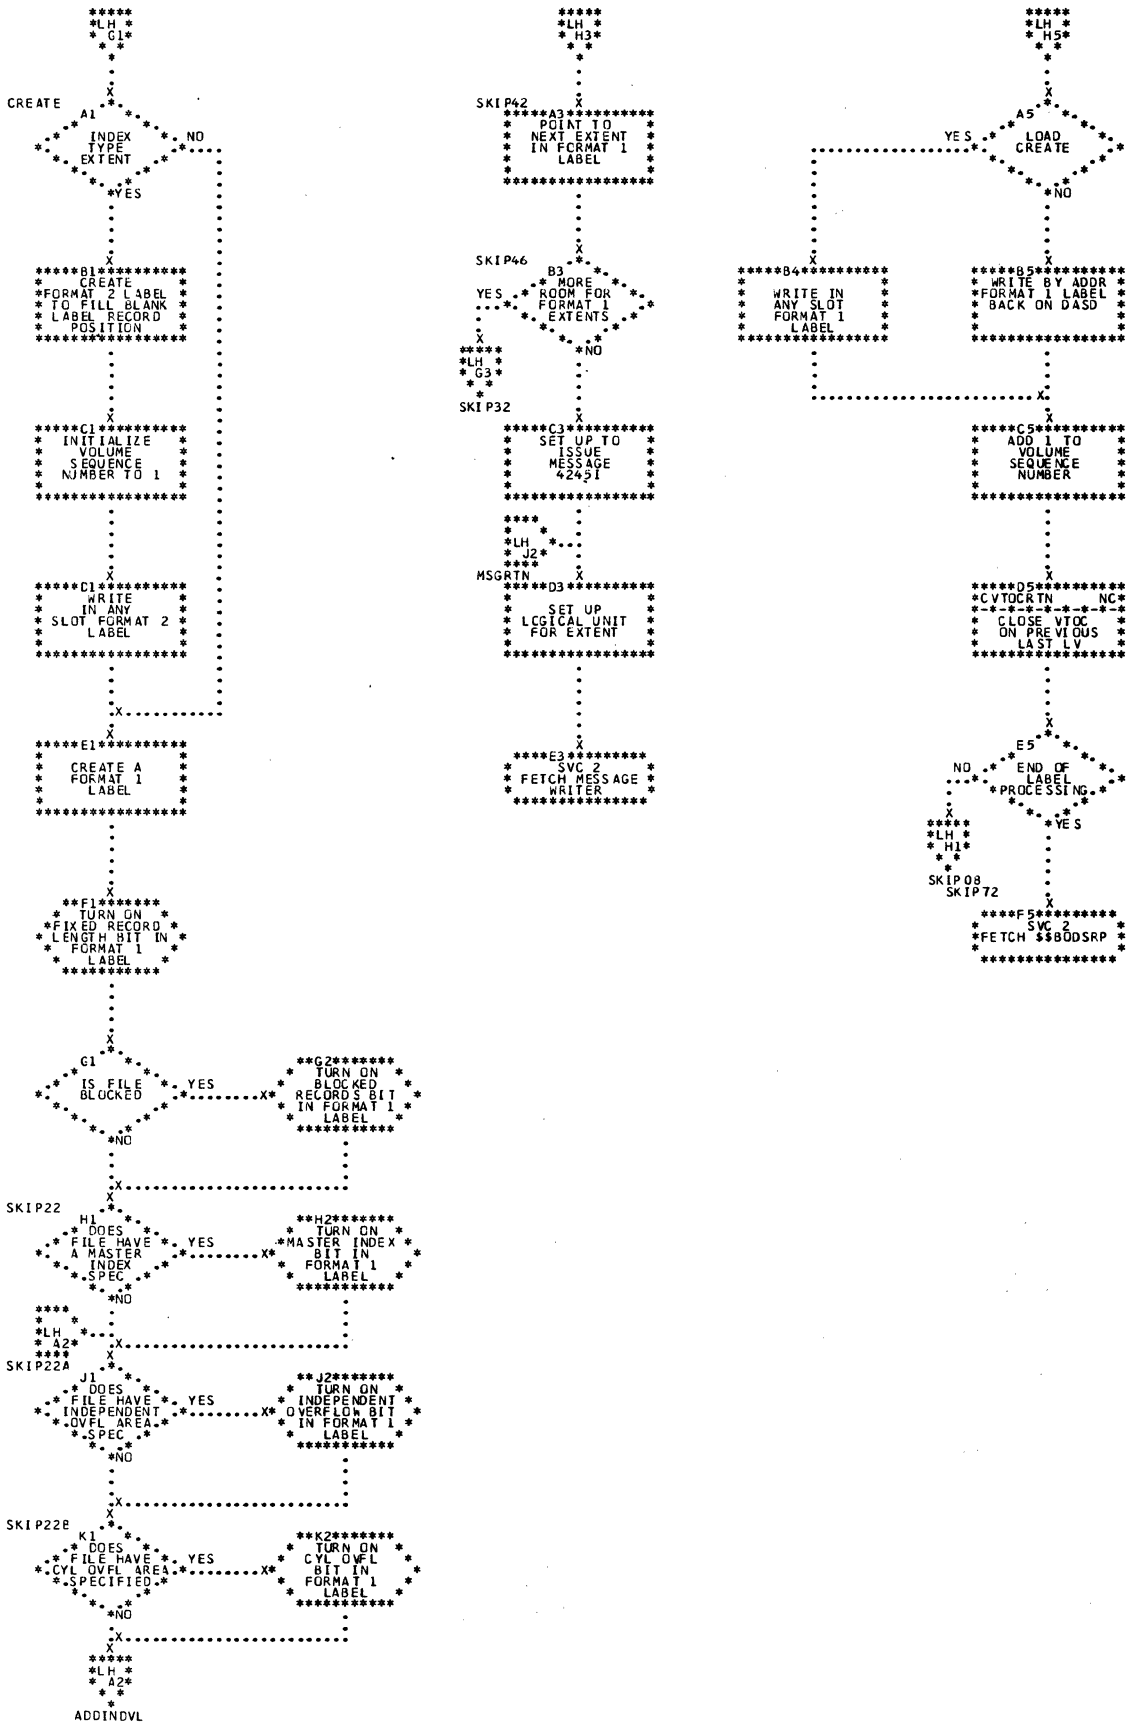 LH
G1
CREATE
A1
INDEX
TYPE
EXTENT
NO
YES
B1
CREATE
FORMAT 2 LABEL
TO FILL BLANK
LABEL RECORD
POSITION
C1
INITIALIZE
VOLUME
SEQUENCE
NUMBER TO 1
D1
WRITE
IN ANY
SLOT FORMAT 2
LABEL
E1
CREATE A
FORMAT 1
LABEL
F1
TURN ON
FIXED RECORD
LENGTH BIT IN
FORMAT 1
LABEL
G1
IS FILE
BLOCKED
YES
NO
G2
TURN ON
BLOCKED
RECORDS BIT
IN FORMAT 1
LABEL
SKIP22
H1
DOES
FILE HAVE
A MASTER
INDEX
SPEC
YES
NO
H2
TURN ON
MASTER INDEX
BIT IN
FORMAT 1
LABEL
LH
A2
SKIP22A
J1
DOES
FILE HAVE
INDEPENDENT
OVFL AREA
SPEC
YES
NO
J2
TURN ON
INDEPENDENT
OVERFLOW BIT
IN FORMAT 1
LABEL
SKIP22B
K1
DOES
FILE HAVE
CYL OVFL AREA
SPECIFIED
YES
NO
K2
TURN ON
CYL OVFL
BIT IN
FORMAT 1
LABEL
LH
A2
ADDINDVL
LH
H3
SKIP42
A3
POINT TO
NEXT EXTENT
IN FORMAT 1
LABEL
SKIP46
B3
MORE
ROOM FOR
FORMAT 1
EXTENTS
YES
NO
LH
G3
SKIP32
C3
SET UP TO
ISSUE
MESSAGE
4245I
LH
J2
MSGRTN
D3
SET UP
LOGICAL UNIT
FOR EXTENT
E3
SVC 2
FETCH MESSAGE
WRITER
LH
H5
A5
LOAD
CREATE
YES
NO
B4
WRITE IN
ANY SLOT
FORMAT 1
LABEL
B5
WRITE BY ADDR
FORMAT 1 LABEL
BACK ON DASD
C5
ADD 1 TO
VOLUME
SEQUENCE
NUMBER
D5
CVTOCRTN NC
CLOSE VTOC
ON PREVIOUS
LAST LV
E5
END OF
LABEL
PROCESSING
NO
YES
LH
H1
SKIP08
SKIP72
F5
SVC 2
FETCH $$BODSRP